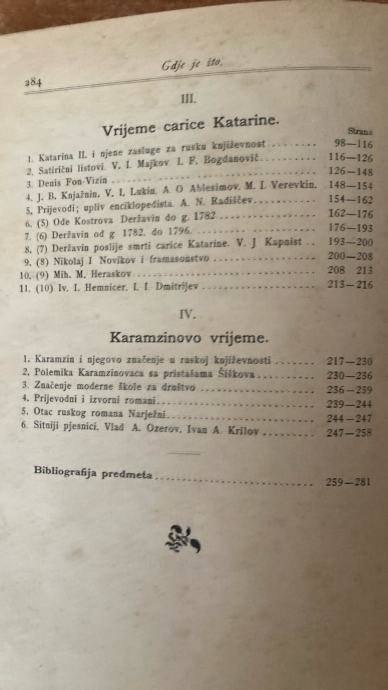 284
Gdje je što.
III.
Vrijeme carice Katarine.
Strana
1. Katarina II. i njene zasluge za rusku književnost . . . . . . . . 98—116
2. Satirični listovi. V. I. Majkov. I. F. Bogdanovič . . . . . . . . 116—126
3. Denis Fon-Vizin . . . . . . . . 126—148
4. J. B. Knjažnin, V. I. Lukin. A. O Ablesimov. M. I. Verevkin. 148—154
5. Prijevodi; upliv enciklopedista. A. N. Radiščev . . . . . . . . 154—162
6. (5) Ode Kostrova Deržavin do g. 1782 . . . . . . . . 162—176
7. (6) Deržavin od g 1782. do 1796. . . . . . . . . 176—193
8. (7) Deržavin poslije smrti carice Katarine. V. J Kapnist . . 193—200
9. (8) Nikolaj I Novikov i framasonstvo . . . . . . . . 200—208
10. (9) Mih. M. Heraskov . . . . . . . . 208 213
11. (10) Iv. I. Hemnicer. I. I Dmitrijev . . . . . . . . 213—216
IV.
Karamzinovo vrijeme.
1. Karamzin i njegovo značenje u ruskoj književnosti . . . . . . . . 217—230
2. Polemika Karamzinovaca sa pristašama Šiškova . . . . . . . . 230—236
3. Značenje moderne škole za društvo . . . . . . . . 236—239
4. Prijevodni i izvorni romani . . . . . . . . 239—244
5. Otac ruskog romana Narježni . . . . . . . . 244—247
6. Sitniji pjesnici, Vlad A. Ozerov, Ivan A. Krilov . . . . . . . . 247—258
Bibliografija predmeta . . . . . . . . 259—281